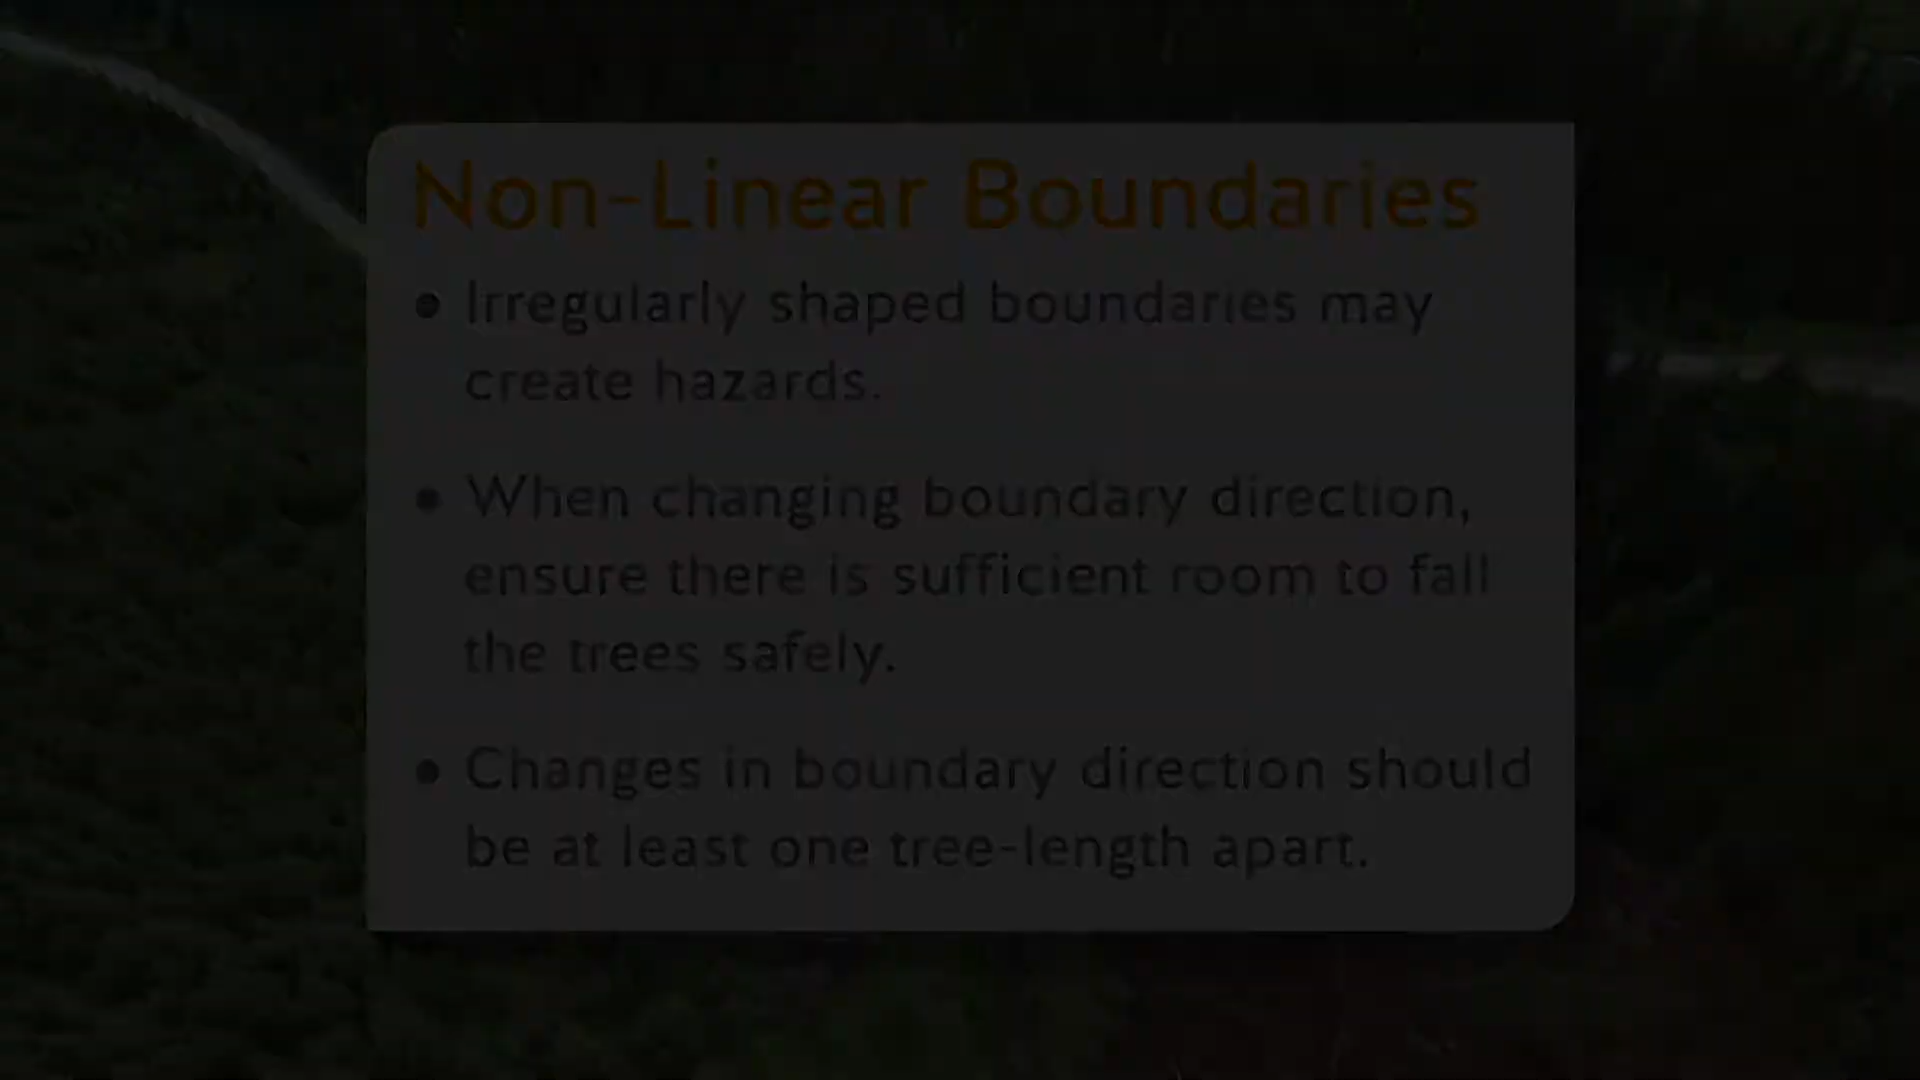 Non-Linear Boundaries
• Irregularly shaped boundaries may
create hazards.
• When changing boundary direction,
ensure there is sufficient room to fall
the trees safely.
• Changes in boundary direction should
be at least one tree-length apart.